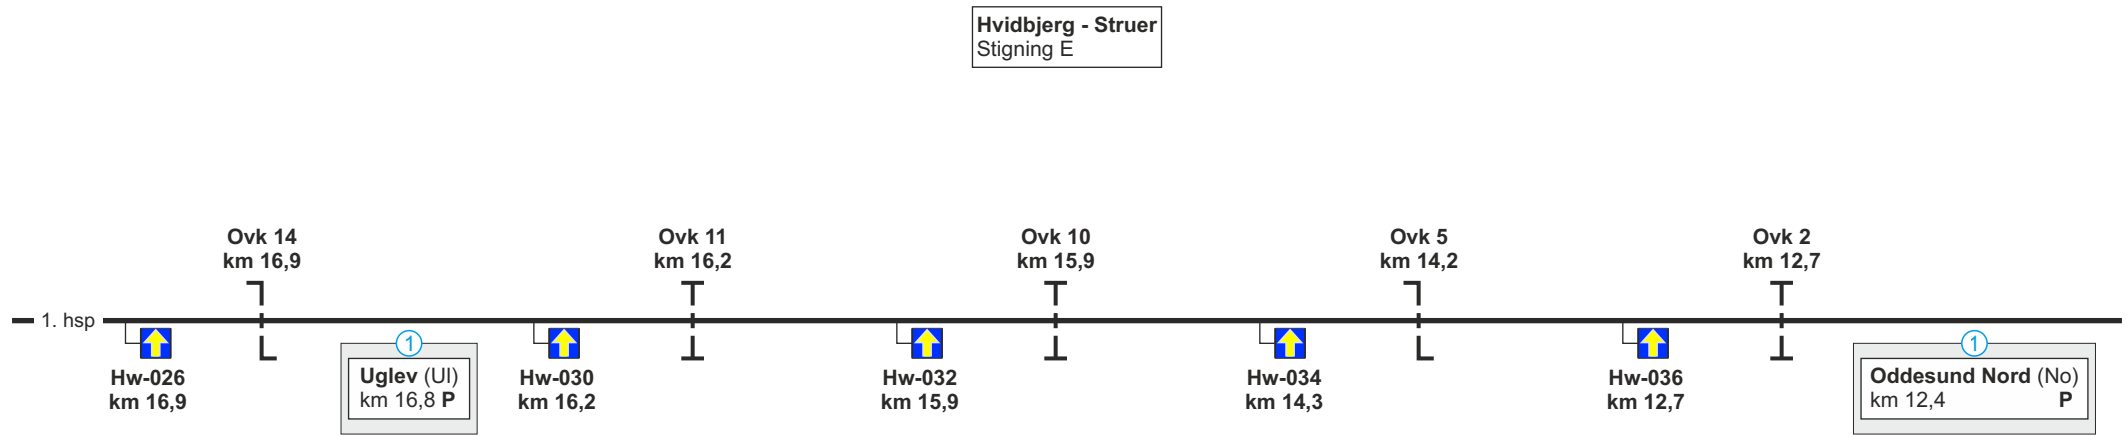 Hvidbjerg - Struer
Stigning E
Ovk 14
km 16,9
Ovk 11
km 16,2
Ovk 10
km 15,9
Ovk 5
km 14,2
Ovk 2
km 12,7
1. hsp
Hw-026
km 16,9
1
Uglev (Ul)
km 16,8 P
Hw-030
km 16,2
Hw-032
km 15,9
Hw-034
km 14,3
Hw-036
km 12,7
1
Oddesund Nord (No)
km 12,4 P